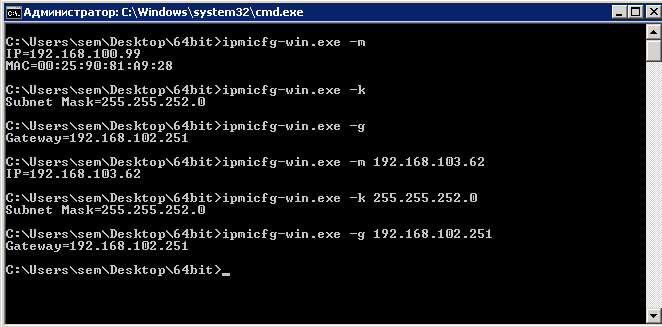 Администратор: C:\Windows\system32\cmd.exe
C:\Users\sem\Desktop\64bit>ipmicfg-win.exe -m
IP=192.168.100.99
MAC=00:25:90:81:A9:28
C:\Users\sem\Desktop\64bit>ipmicfg-win.exe -k
Subnet Mask=255.255.252.0
C:\Users\sem\Desktop\64bit>ipmicfg-win.exe -g
Gateway=192.168.102.251
C:\Users\sem\Desktop\64bit>ipmicfg-win.exe -m 192.168.103.62
IP=192.168.103.62
C:\Users\sem\Desktop\64bit>ipmicfg-win.exe -k 255.255.252.0
Subnet Mask=255.255.252.0
C:\Users\sem\Desktop\64bit>ipmicfg-win.exe -g 192.168.102.251
Gateway=192.168.102.251
C:\Users\sem\Desktop\64bit>_